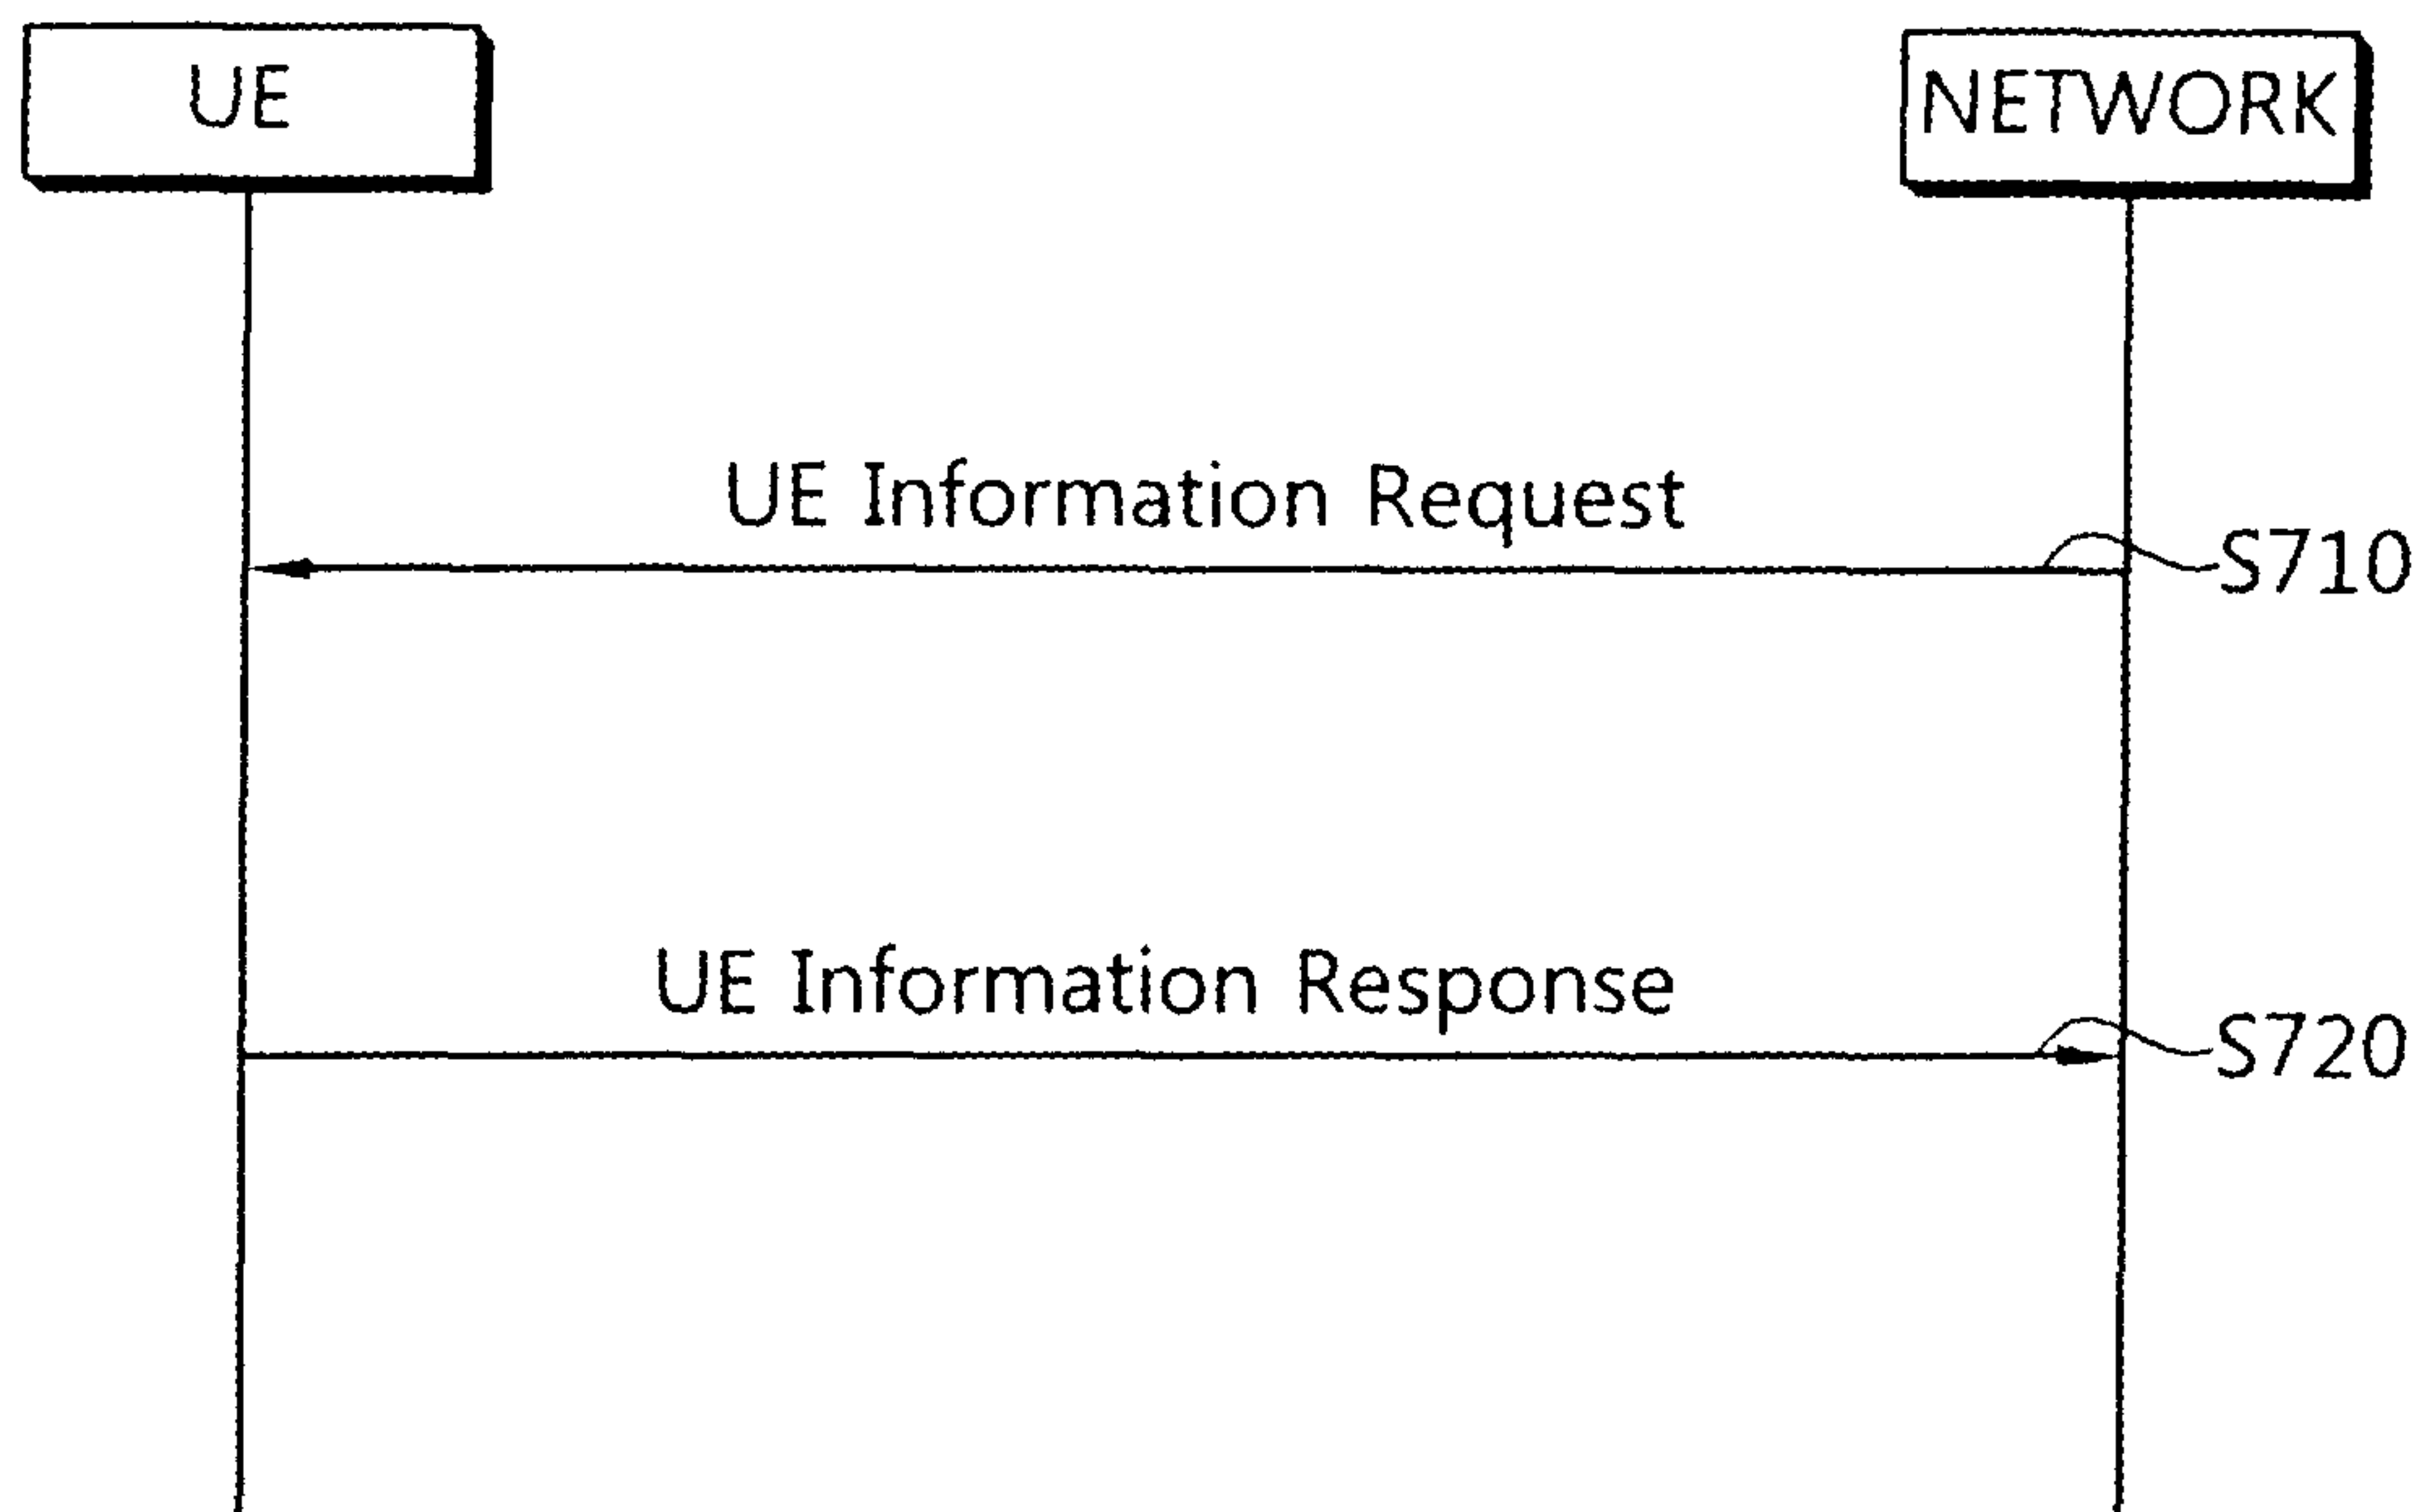 UE
NETWORK
UE Information Request
S710
UE Information Response
S720